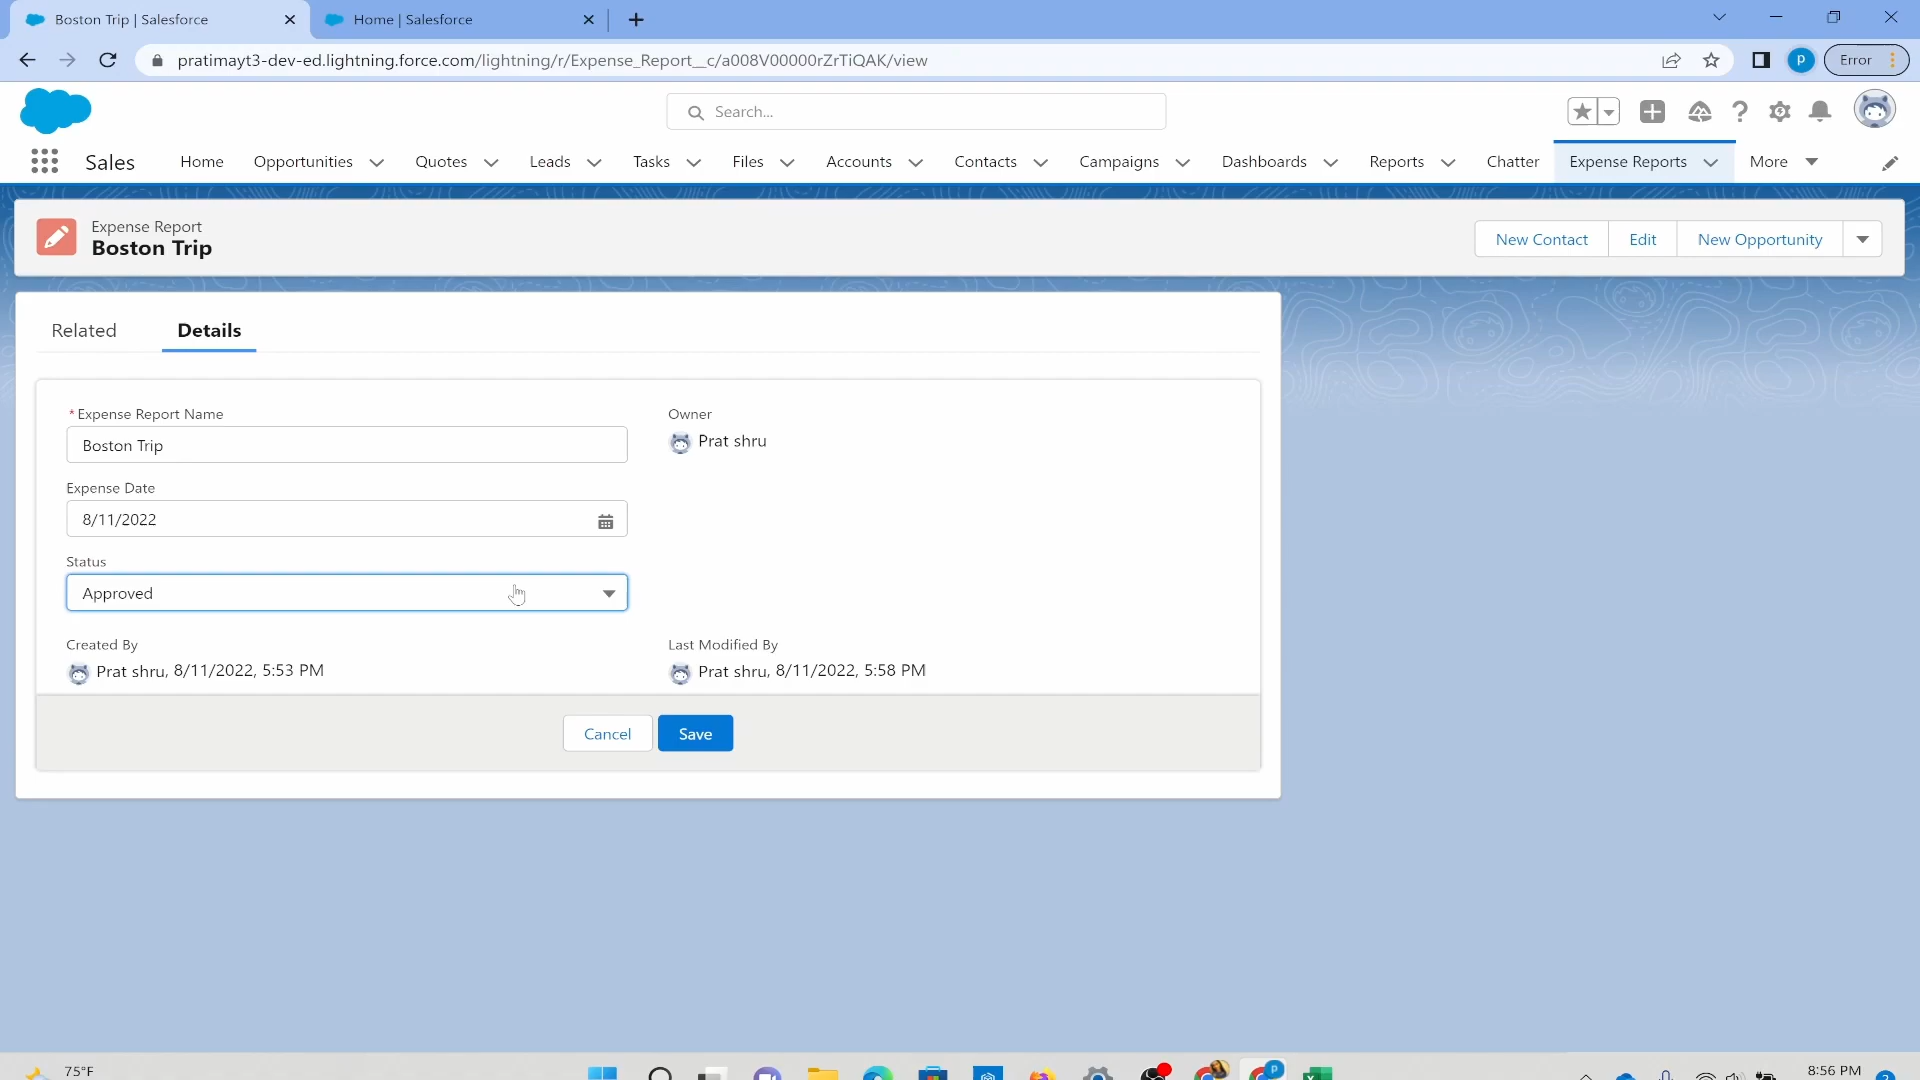 Boston Trip | Salesforce
Home | Salesforce
pratimayt3-dev-ed.lightning.force.com/lightning/r/Expense_Report__c/a008V00000rZrTiQAK/view
P
Error
Search...
Sales
Home
Opportunities
Quotes
Leads
Tasks
Files
Accounts
Contacts
Campaigns
Dashboards
Reports
Chatter
Expense Reports
More
Expense Report
Boston Trip
New Contact
Edit
New Opportunity
Related
Details
*Expense Report Name
Boston Trip
Owner
Prat shru
Expense Date
8/11/2022
Status
Approved
Created By
Prat shru, 8/11/2022, 5:53 PM
Last Modified By
Prat shru, 8/11/2022, 5:58 PM
Cancel
Save
75°F
P
8:56 PM